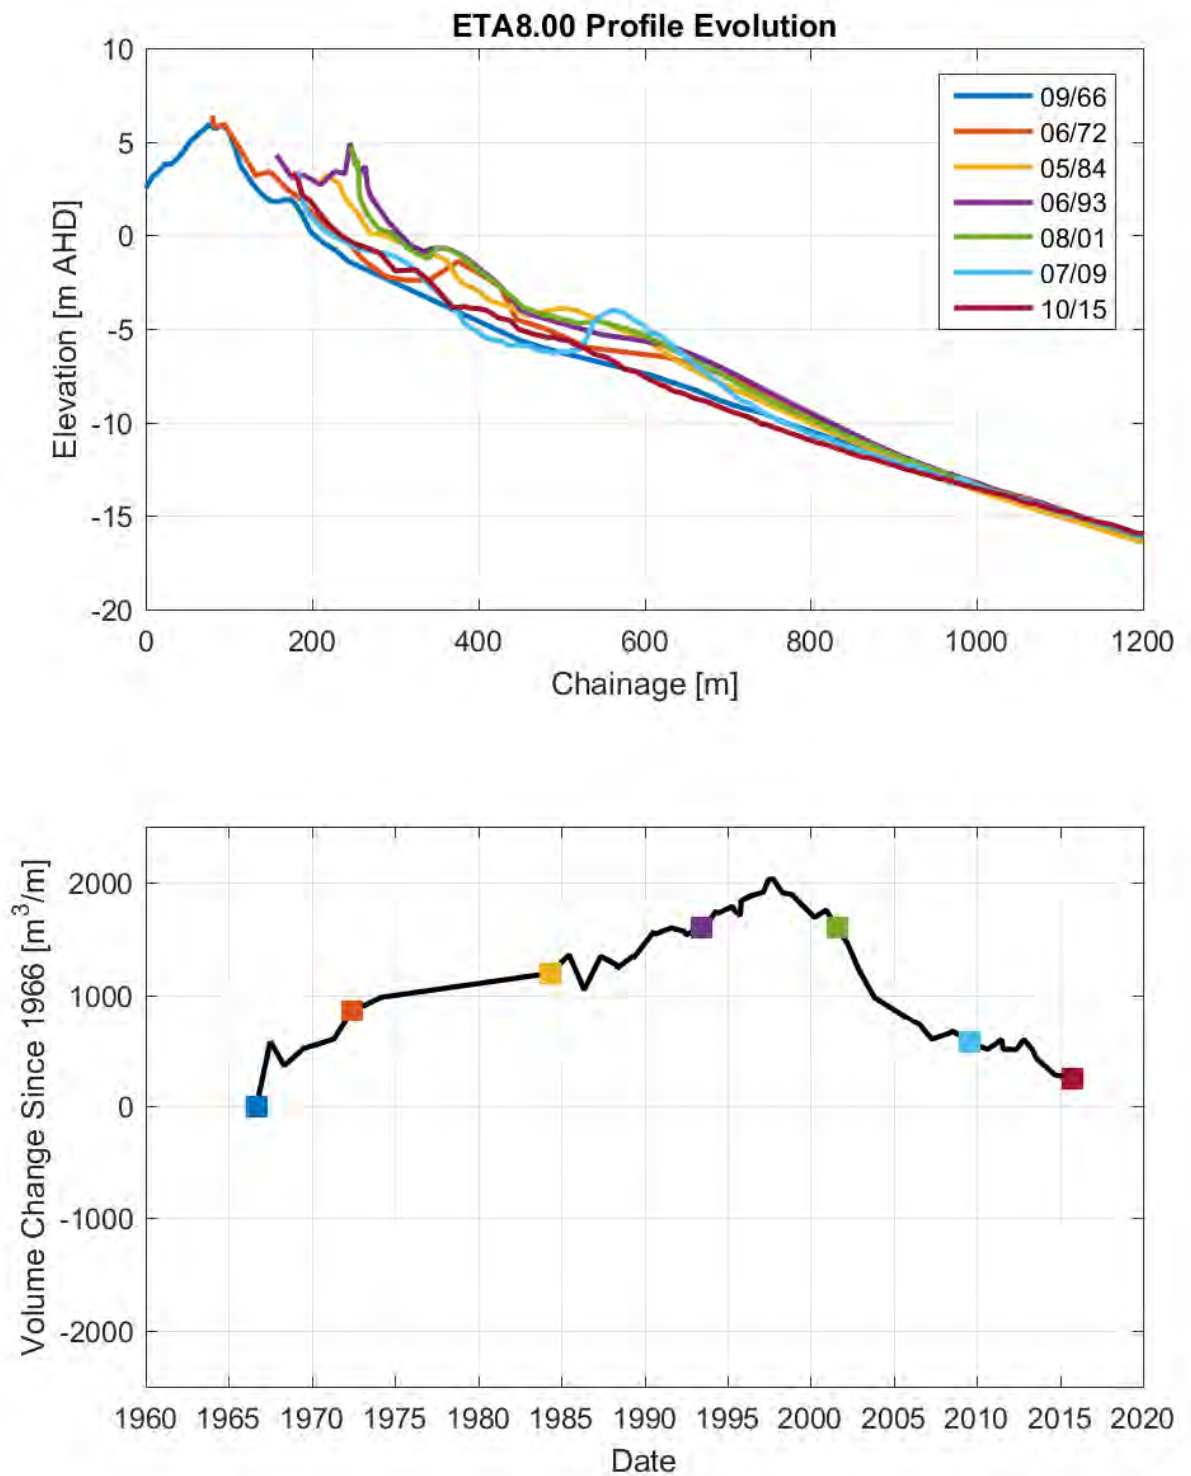 ETA8.00 Profile Evolution
10
5
0
-5
-10
-15
-20
Elevation [m AHD]
09/66
06/72
05/84
06/93
08/01
07/09
10/15
0 200 400 600 800 1000 1200
Chainage [m]
2000
1000
0
-1000
-2000
Volume Change Since 1966 [m³/m]
1960 1965 1970 1975 1980 1985 1990 1995 2000 2005 2010 2015 2020
Date